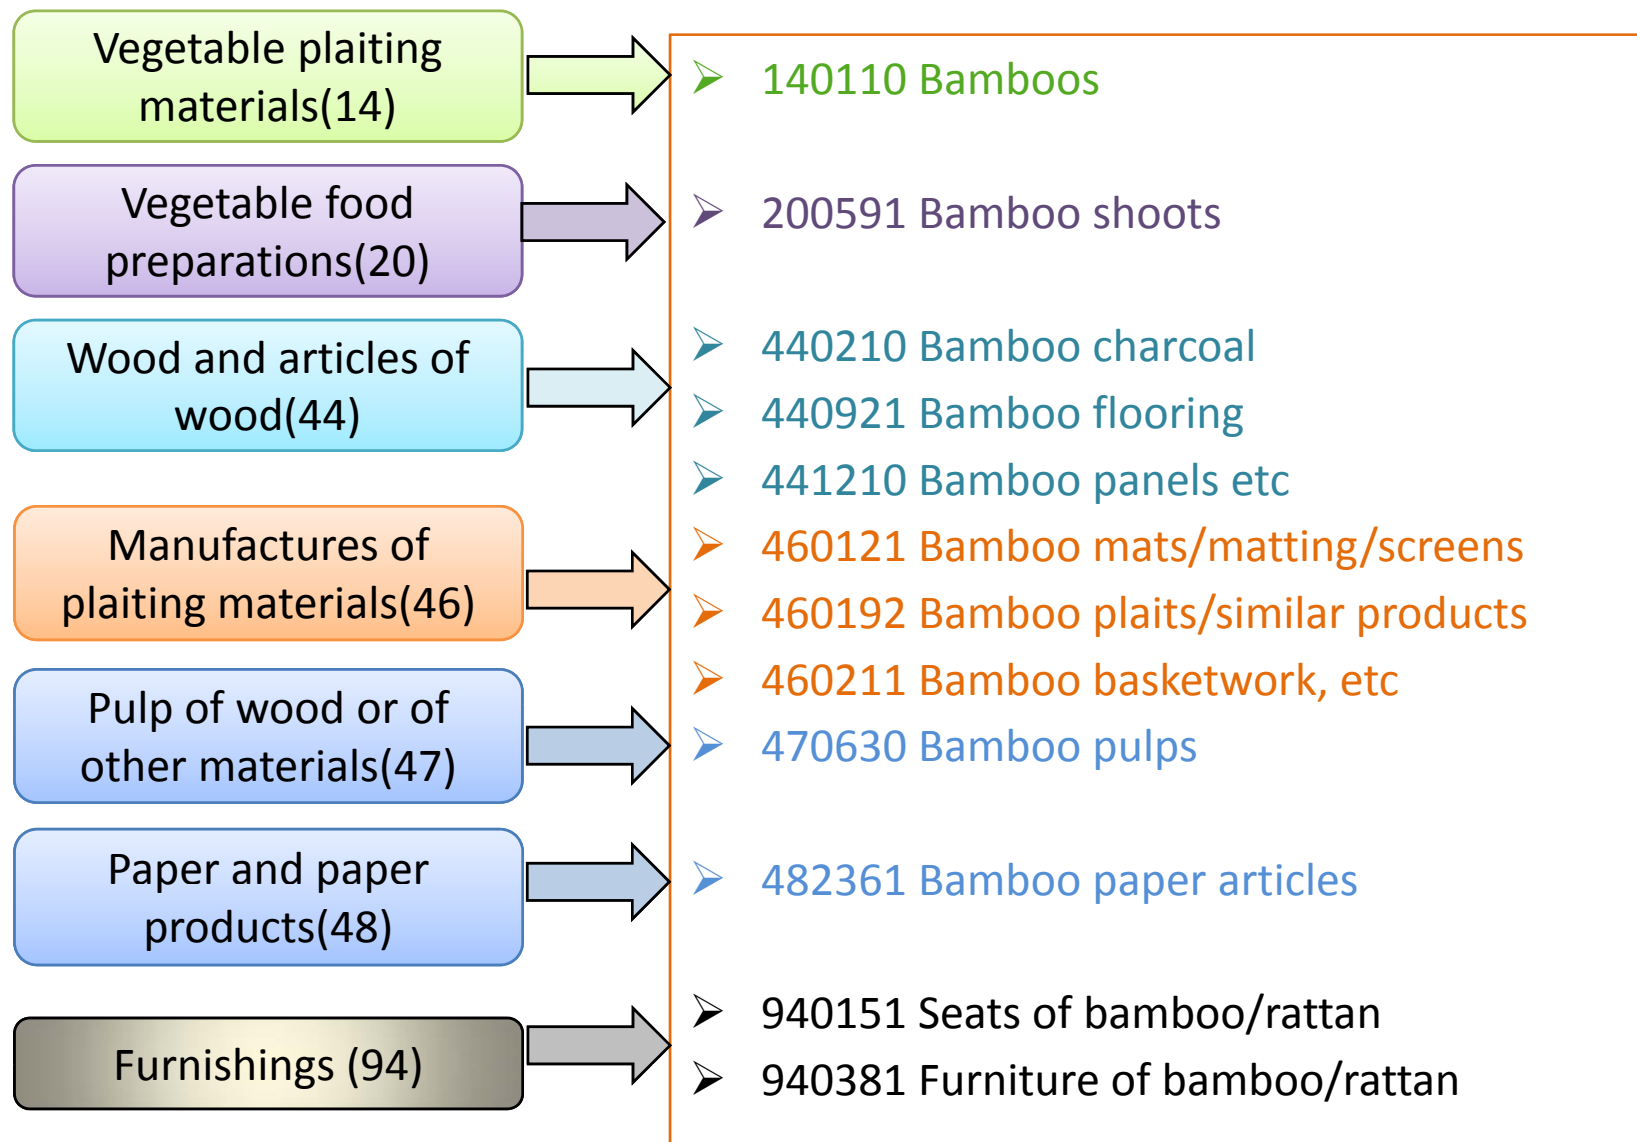 Vegetable plaiting
materials(14)
140110 Bamboos
Vegetable food
preparations(20)
200591 Bamboo shoots
Wood and articles of
wood(44)
440210 Bamboo charcoal
440921 Bamboo flooring
441210 Bamboo panels etc
Manufactures of
plaiting materials(46)
460121 Bamboo mats/matting/screens
460192 Bamboo plaits/similar products
460211 Bamboo basketwork, etc
Pulp of wood or of
other materials(47)
470630 Bamboo pulps
Paper and paper
products(48)
482361 Bamboo paper articles
Furnishings (94)
940151 Seats of bamboo/rattan
940381 Furniture of bamboo/rattan